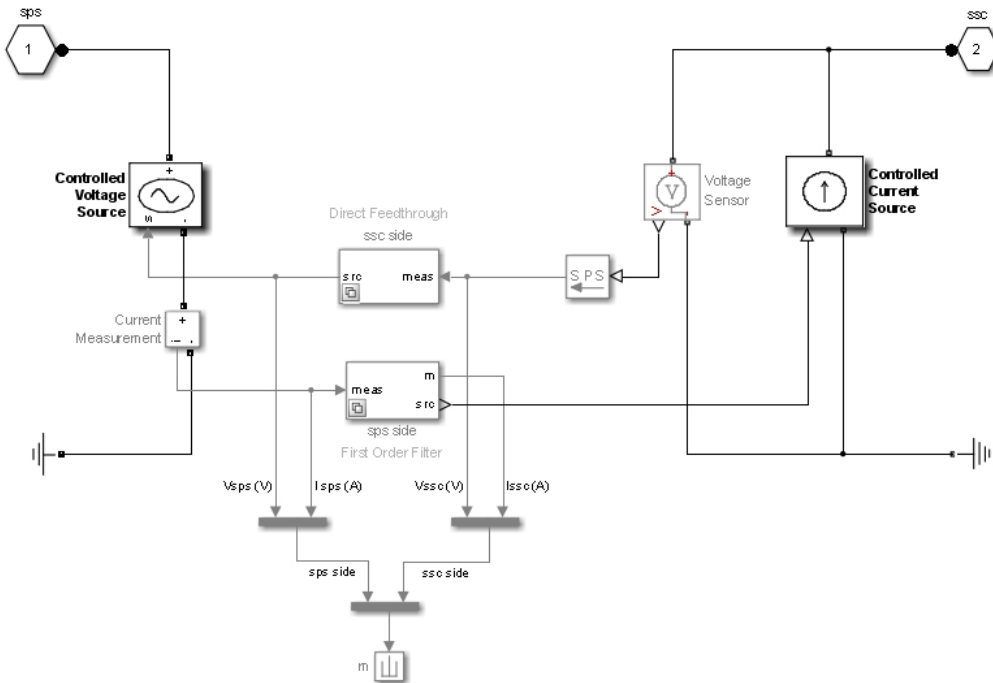 sps
1
ssc
2
Controlled
Voltage
Source
+
s
-
Direct Feedthrough
ssc side
src
meas
SPS
+
V
Voltage
Sensor
Controlled
Current
Source
Current
Measurement
+
i
-
meas
m
src
sps side
First Order Filter
Vsps(V)
Isps(A)
Vssc(V)
Issc(A)
sps side
ssc side
m